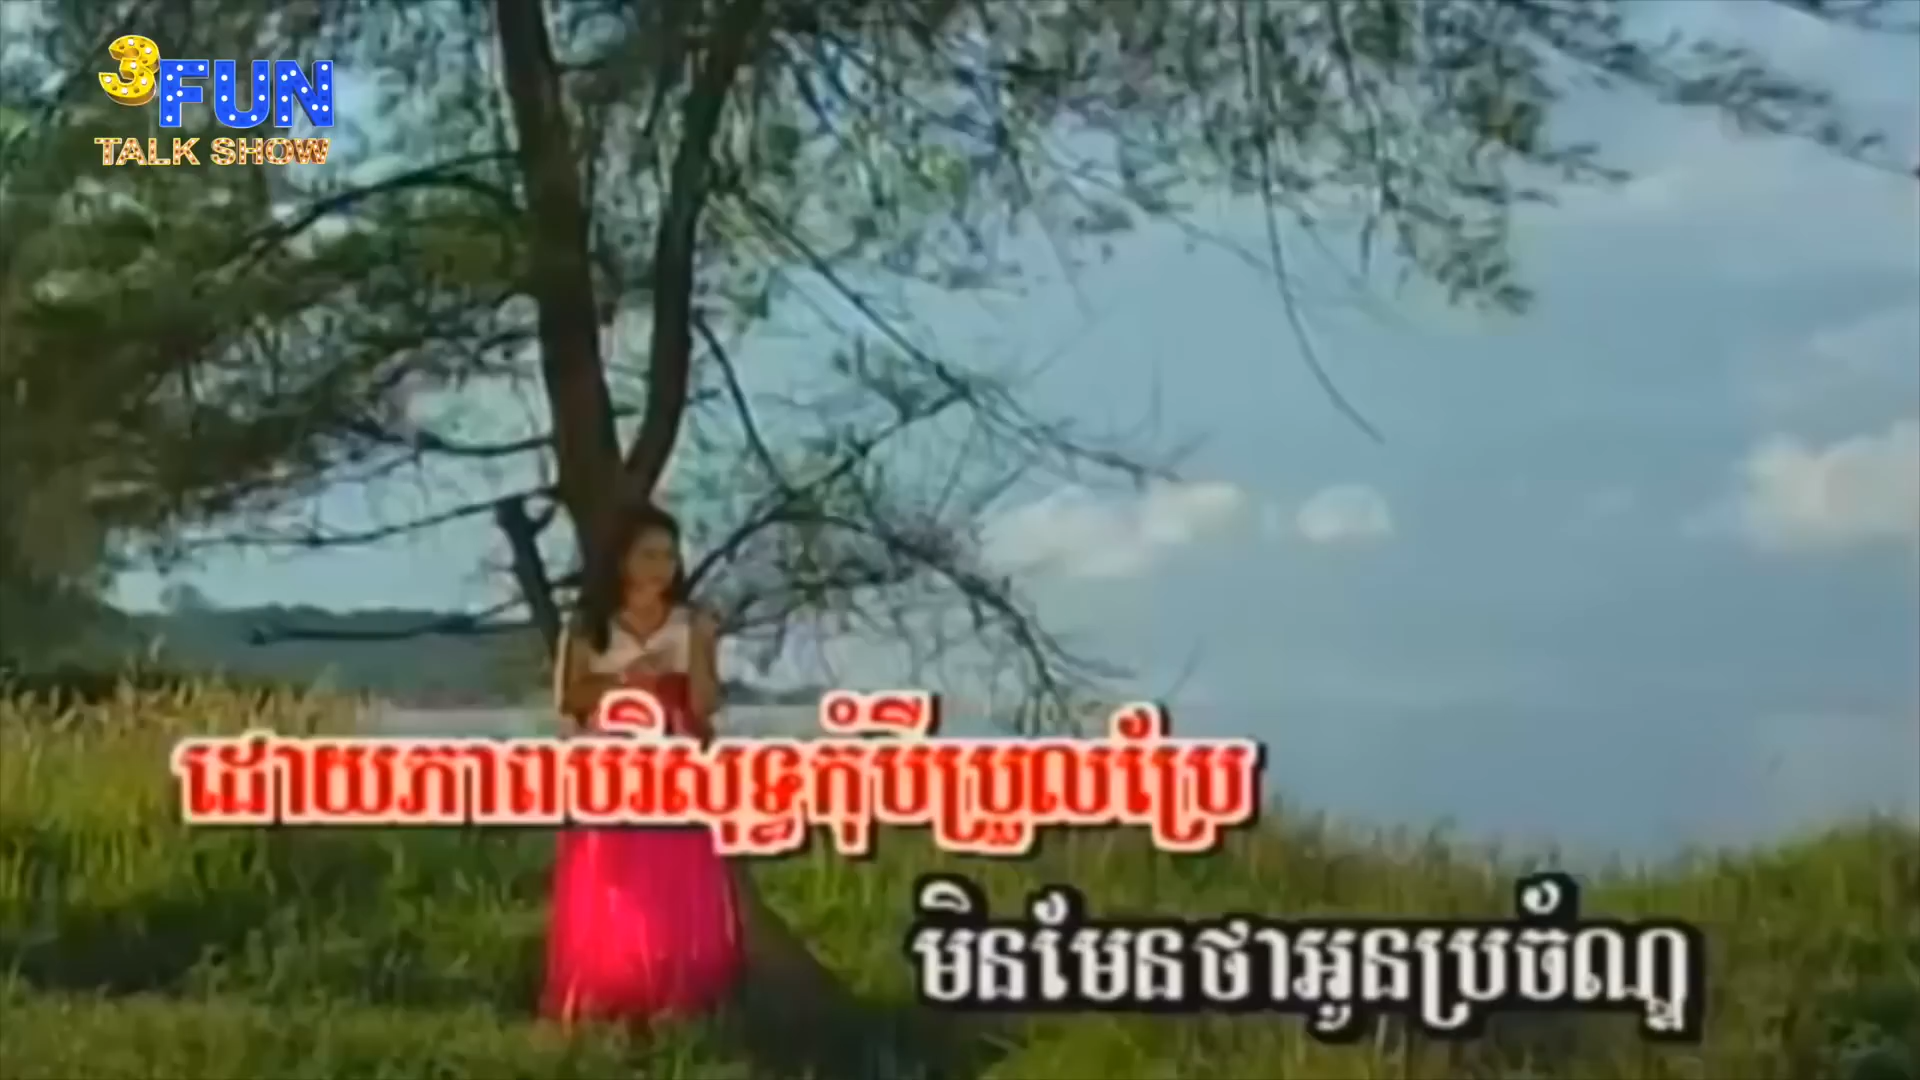 3FUN
TALK SHOW
ដោយភាពបរិសុទ្ធកុំបីប្រួលប្រែ
មិនមែនថាអូនប្រច័ណ្ឌ